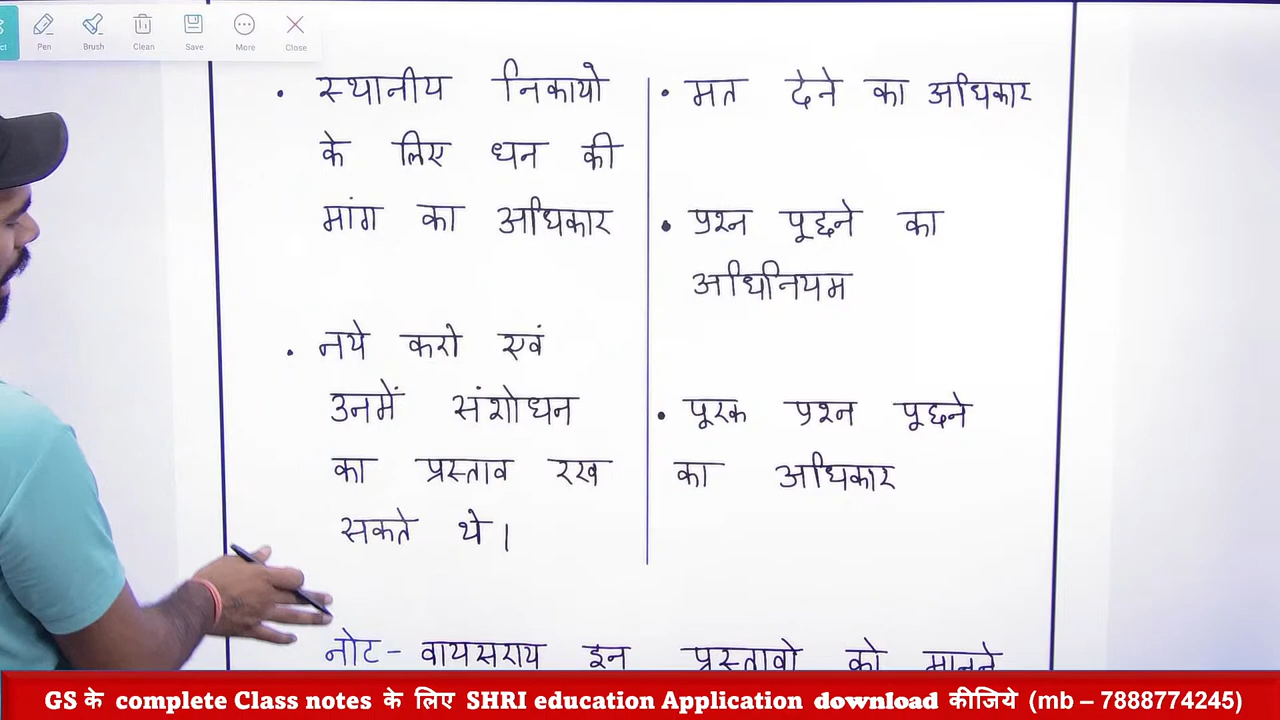 Pen
Brush
Clean
Save
More
Close
• स्थानीय निकायो
के लिए धन की
मांग का अधिकार
• नये करो एवं
उनमें संशोधन
का प्रस्ताव रख
सकते थे।
• मत देने का अधिकार
• प्रश्न पूछने का
अधिनियम
• पूरक प्रश्न पूछने
का अधिकार
नोट- वायसराय इन प्रस्तावो को मानने
GS के complete Class notes के लिए SHRI education Application download कीजिये (mb – 7888774245)